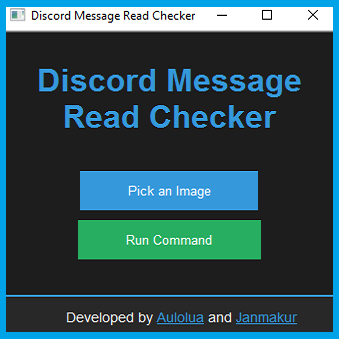 Discord Message Read Checker
Discord Message
Read Checker
Pick an Image
Run Command
Developed by Aulolua and Janmakur